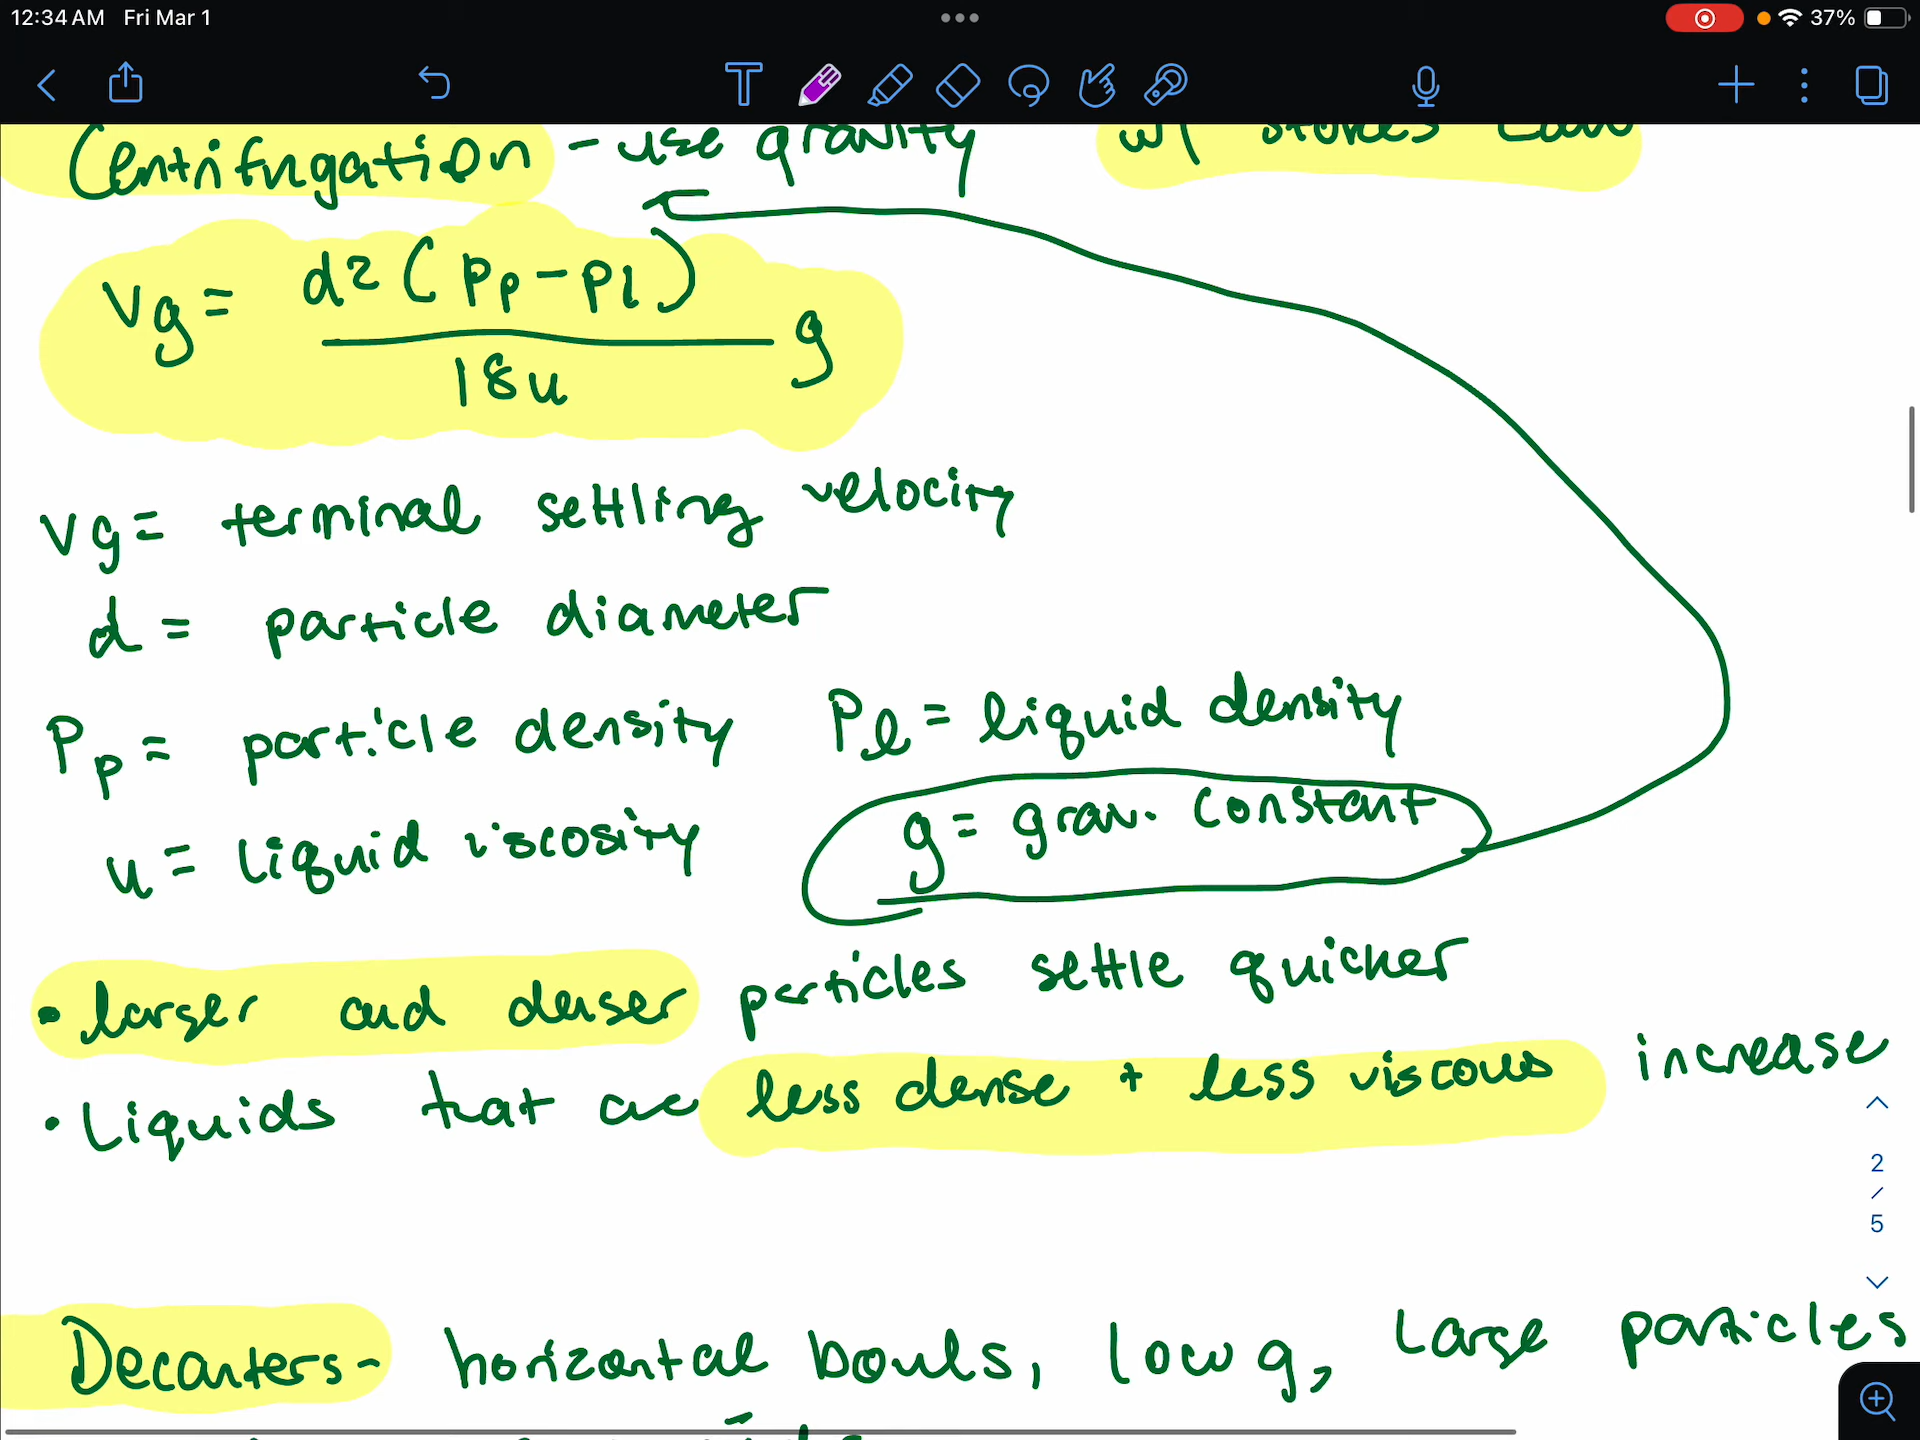 12:34 AM Fri Mar 1
37%
T
Centrifugation - use gravity w/ Stokes Law
vg = d2 (Pp - Pl) / 18u g
vg = terminal settling velocity
d = particle diameter
Pp = particle density Pl = liquid density
u = liquid viscosity g = grav. constant
• larger and denser particles settle quicker
• Liquids that are less dense + less viscous increase
2
/
5
Decanters - horizontal bowls, low g, Large particles